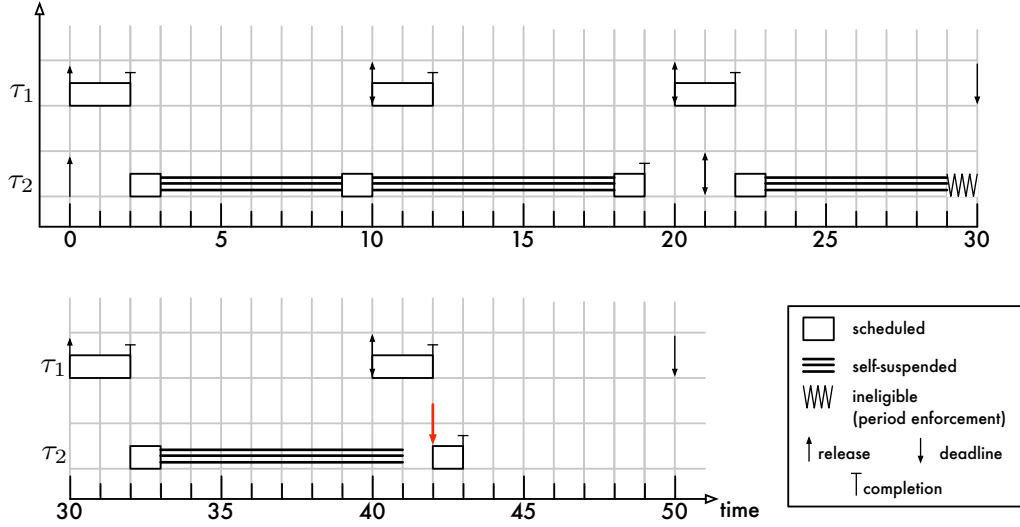 τ1
τ2
0 5 10 15 20 25 30
τ1
τ2
30 35 40 45 50 time
scheduled
self-suspended
ineligible
(period enforcement)
release deadline
completion